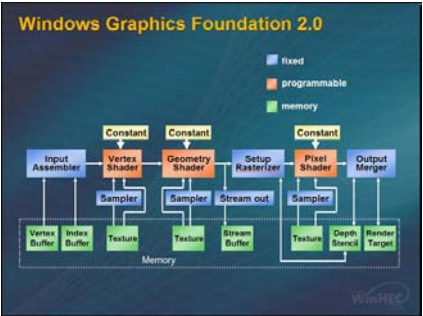 Windows Graphics Foundation 2.0
fixed
programmable
memory
Constant
Constant
Constant
Input
Assembler
Vertex
Shader
Geometry
Shader
Setup
Rasterizer
Pixel
Shader
Output
Merger
Sampler
Sampler
Stream out
Sampler
Vertex
Buffer
Index
Buffer
Texture
Texture
Stream
Buffer
Texture
Depth
Stencil
Render
Target
Memory
WinHEC